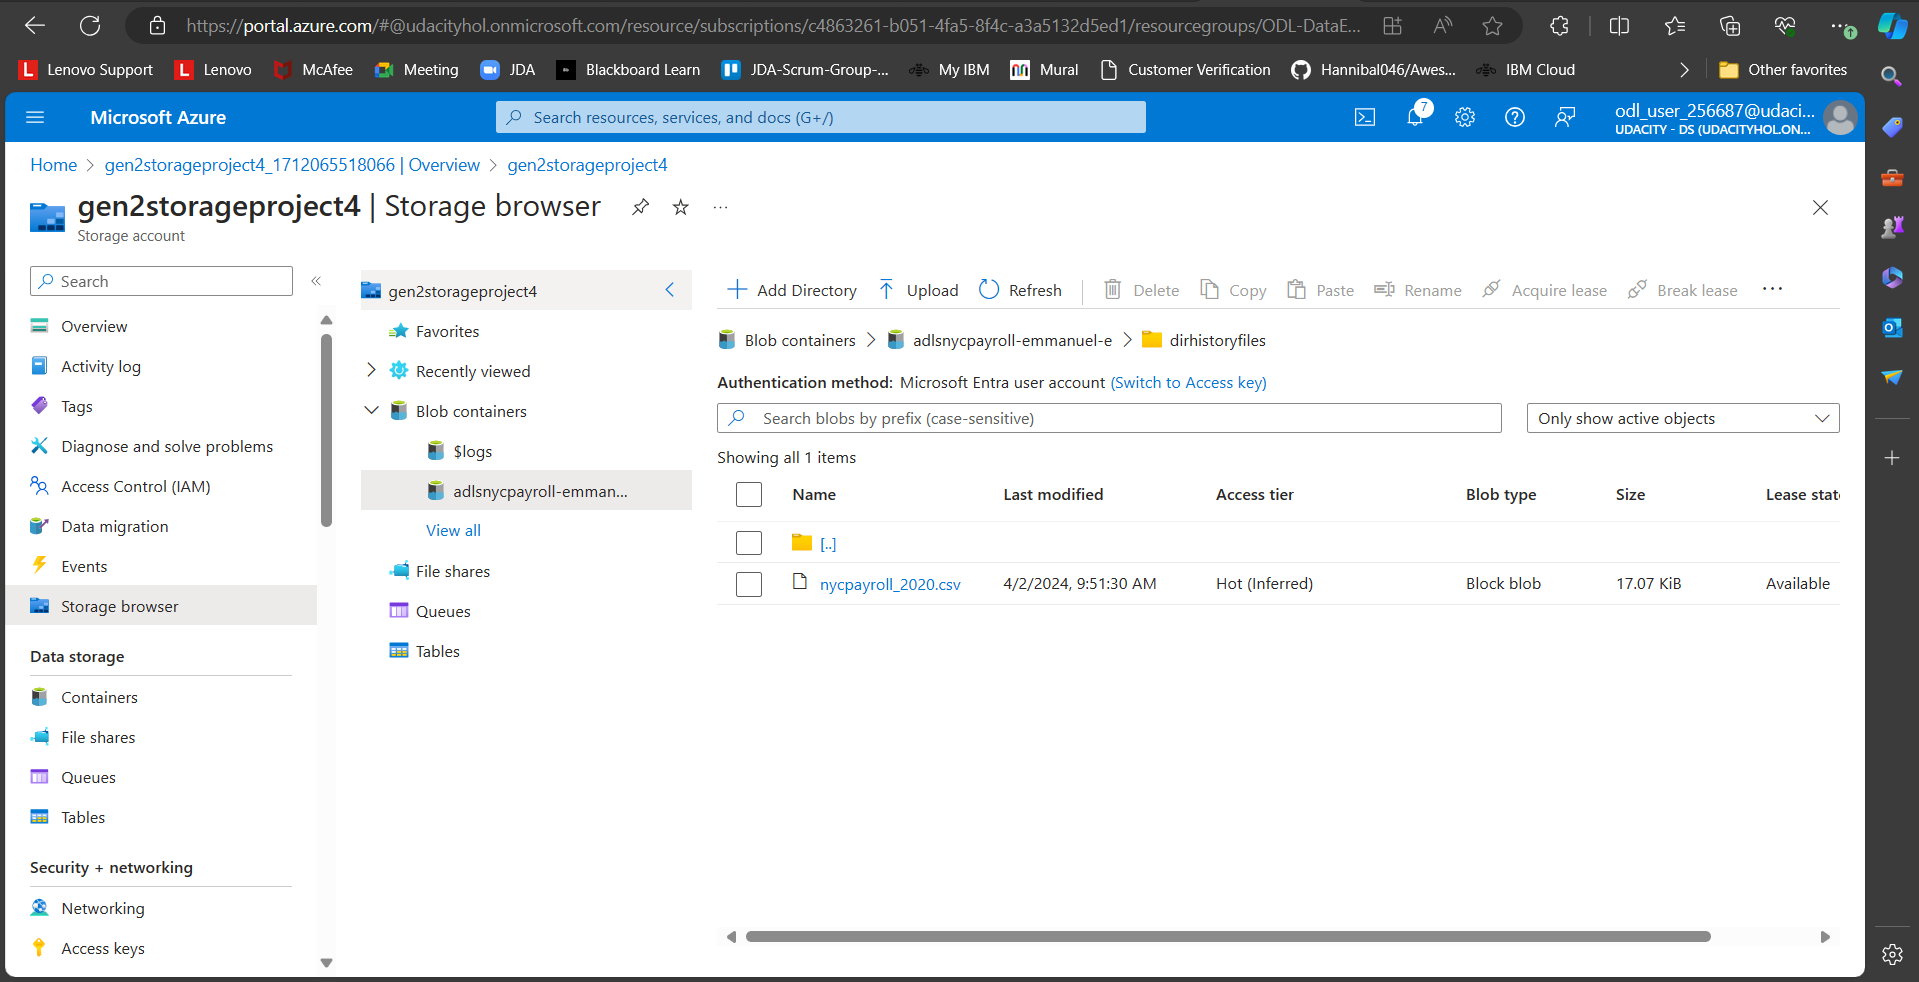 https://portal.azure.com/#@udacityhol.onmicrosoft.com/resource/subscriptions/c4863261-b051-4fa5-8f4c-a3a5132d5ed1/resourcegroups/ODL-DataE...
Lenovo Support
Lenovo
McAfee
Meeting
JDA
Blackboard Learn
JDA-Scrum-Group-...
My IBM
Mural
Customer Verification
Hannibal046/Awes...
IBM Cloud
Other favorites
Microsoft Azure
Search resources, services, and docs (G+/)
7
odl_user_256687@udaci...
UDACITY - DS (UDACITYHOL.ON...
Home > gen2storageproject4_1712065518066 | Overview > gen2storageproject4
gen2storageproject4 | Storage browser
Storage account
Search
Overview
Activity log
Tags
Diagnose and solve problems
Access Control (IAM)
Data migration
Events
Storage browser
Data storage
Containers
File shares
Queues
Tables
Security + networking
Networking
Access keys
gen2storageproject4
Favorites
Recently viewed
Blob containers
$logs
adlsnycpayroll-emman...
View all
File shares
Queues
Tables
Add Directory
Upload
Refresh
Delete
Copy
Paste
Rename
Acquire lease
Break lease
Blob containers > adlsnycpayroll-emmanuel-e > dirhistoryfiles
Authentication method: Microsoft Entra user account (Switch to Access key)
Search blobs by prefix (case-sensitive)
Only show active objects
Showing all 1 items
Name Last modified Access tier Blob type Size Lease state
[..]
nycpayroll_2020.csv 4/2/2024, 9:51:30 AM Hot (Inferred) Block blob 17.07 KiB Available